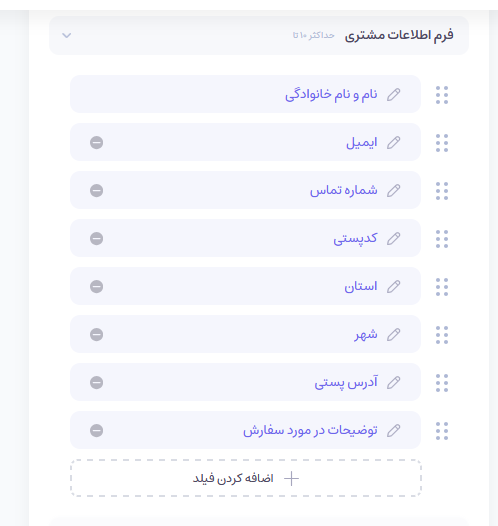 فرم اطلاعات مشتری حداکثر ۱۰ تا
نام و نام خانوادگی
ایمیل
شماره تماس
کدپستی
استان
شهر
آدرس پستی
توضیحات در مورد سفارش
اضافه کردن فیلد